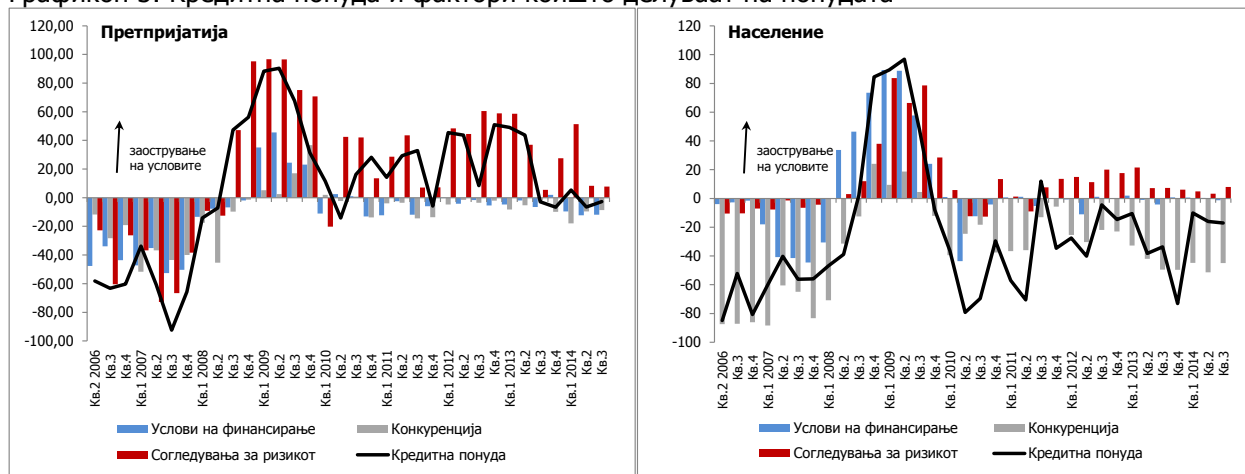 Графикон Кредитна понуда и фактори коишто делуваат на понудата
Претпријатија
120,00
100,00
80,00
60,00
40,00
20,00
0,00
-20,00
-40,00
-60,00
-80,00
-100,00
заострување
на условите
Кв.2 2006
Кв.3
Кв.4
Кв.1 2007
Кв.2
Кв.3
Кв.4
Кв.1 2008
Кв.2
Кв.3
Кв.4
Кв.1 2009
Кв.2
Кв.3
Кв.4
Кв.1 2010
Кв.2
Кв.3
Кв.4
Кв.1 2011
Кв.2
Кв.3
Кв.4
Кв.1 2012
Кв.2
Кв.3
Кв.4
Кв.1 2013
Кв.2
Кв.3
Кв.4
Кв.1 2014
Кв.2
Кв.3
Услови на финансирање
Конкуренција
Согледувања за ризикот
Кредитна понуда
Население
120
100
80
60
40
20
0
-20
-40
-60
-80
-100
заострување
на условите
Кв.2 2006
Кв.3
Кв.4
Кв.1 2007
Кв.2
Кв.3
Кв.4
Кв.1 2008
Кв.2
Кв.3
Кв.4
Кв.1 2009
Кв.2
Кв.3
Кв.4
Кв.1 2010
Кв.2
Кв.3
Кв.4
Кв.1 2011
Кв.2
Кв.3
Кв.4
Кв.1 2012
Кв.2
Кв.3
Кв.4
Кв.1 2013
Кв.2
Кв.3
Кв.4
Кв.1 2014
Кв.2
Кв.3
Услови на финансирање
Конкуренција
Согледувања за ризикот
Кредитна понуда